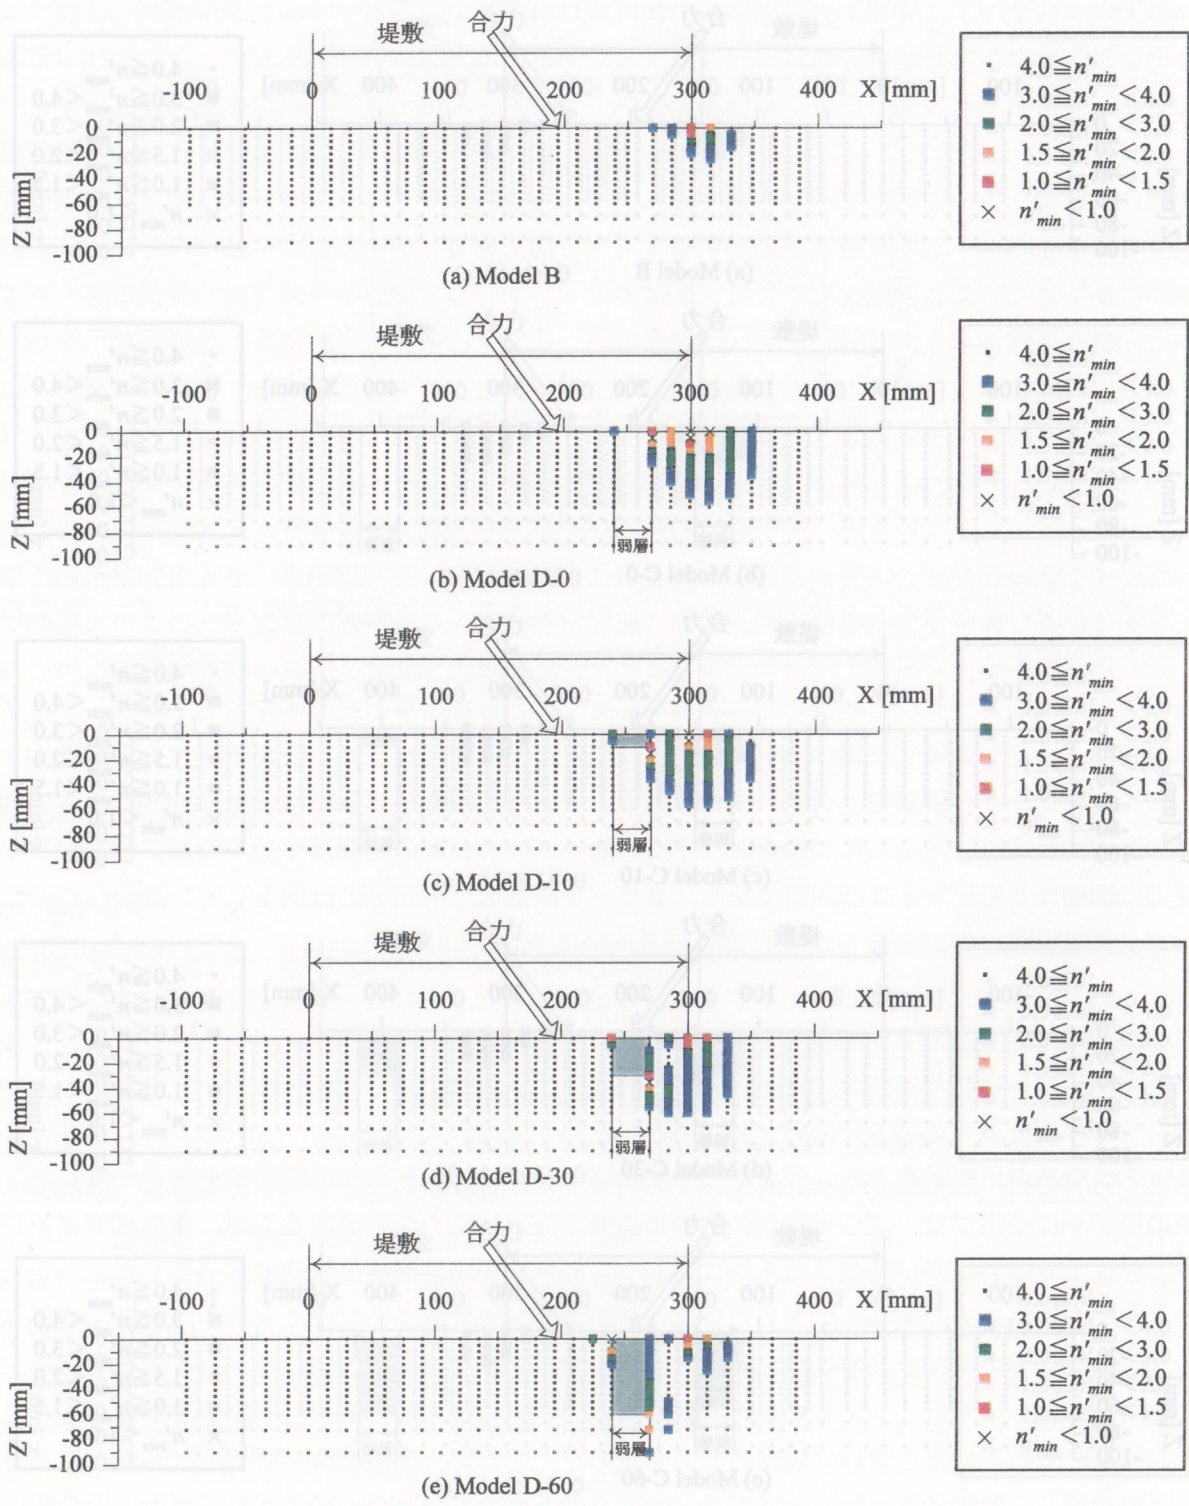 堤敷 合力
-100 0 100 200 300 400 X [mm]
0
-20
-40
-60
-80
-100
Z [mm]
4.0≦n'min
3.0≦n'min<4.0
2.0≦n'min<3.0
1.5≦n'min<2.0
1.0≦n'min<1.5
n'min<1.0
(a) Model B
堤敷 合力
-100 0 100 200 300 400 X [mm]
0
-20
-40
-60
-80
-100
Z [mm]
弱層
4.0≦n'min
3.0≦n'min<4.0
2.0≦n'min<3.0
1.5≦n'min<2.0
1.0≦n'min<1.5
n'min<1.0
(b) Model D-0
堤敷 合力
-100 0 100 200 300 400 X [mm]
0
-20
-40
-60
-80
-100
Z [mm]
弱層
4.0≦n'min
3.0≦n'min<4.0
2.0≦n'min<3.0
1.5≦n'min<2.0
1.0≦n'min<1.5
n'min<1.0
(c) Model D-10
堤敷 合力
-100 0 100 200 300 400 X [mm]
0
-20
-40
-60
-80
-100
Z [mm]
弱層
4.0≦n'min
3.0≦n'min<4.0
2.0≦n'min<3.0
1.5≦n'min<2.0
1.0≦n'min<1.5
n'min<1.0
(d) Model D-30
堤敷 合力
-100 0 100 200 300 400 X [mm]
0
-20
-40
-60
-80
-100
Z [mm]
弱層
4.0≦n'min
3.0≦n'min<4.0
2.0≦n'min<3.0
1.5≦n'min<2.0
1.0≦n'min<1.5
n'min<1.0
(e) Model D-60